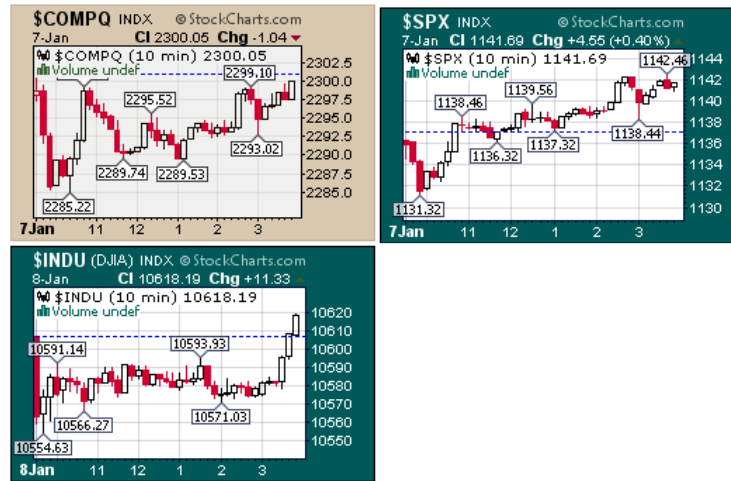 $COMPQ INDX @StockCharts.com
7-Jan Cl 2300.05 Chg -1.04
$COMPQ (10 min) 2300.05
Volume undef
2299.10
2295.52
2293.02
2289.74
2289.53
2285.22
2302.5
2300.0
2297.5
2295.0
2292.5
2290.0
2287.5
2285.0
7Jan 11 12 1 2 3
$SPX INDX @StockCharts.com
7-Jan Cl 1141.69 Chg +4.55 (+0.40%)
$SPX (10 min) 1141.69
Volume undef
1142.46
1139.56
1138.46
1138.44
1137.32
1136.32
1131.32
1144
1142
1140
1138
1136
1134
1132
1130
7Jan 11 12 1 2 3
$INDU (DJIA) INDX @StockCharts.com
8-Jan Cl 10618.19 Chg +11.33
$INDU (10 min) 10618.19
Volume undef
10593.93
10591.14
10571.03
10566.27
10554.63
10620
10610
10600
10590
10580
10570
10560
10550
8Jan 11 12 1 2 3